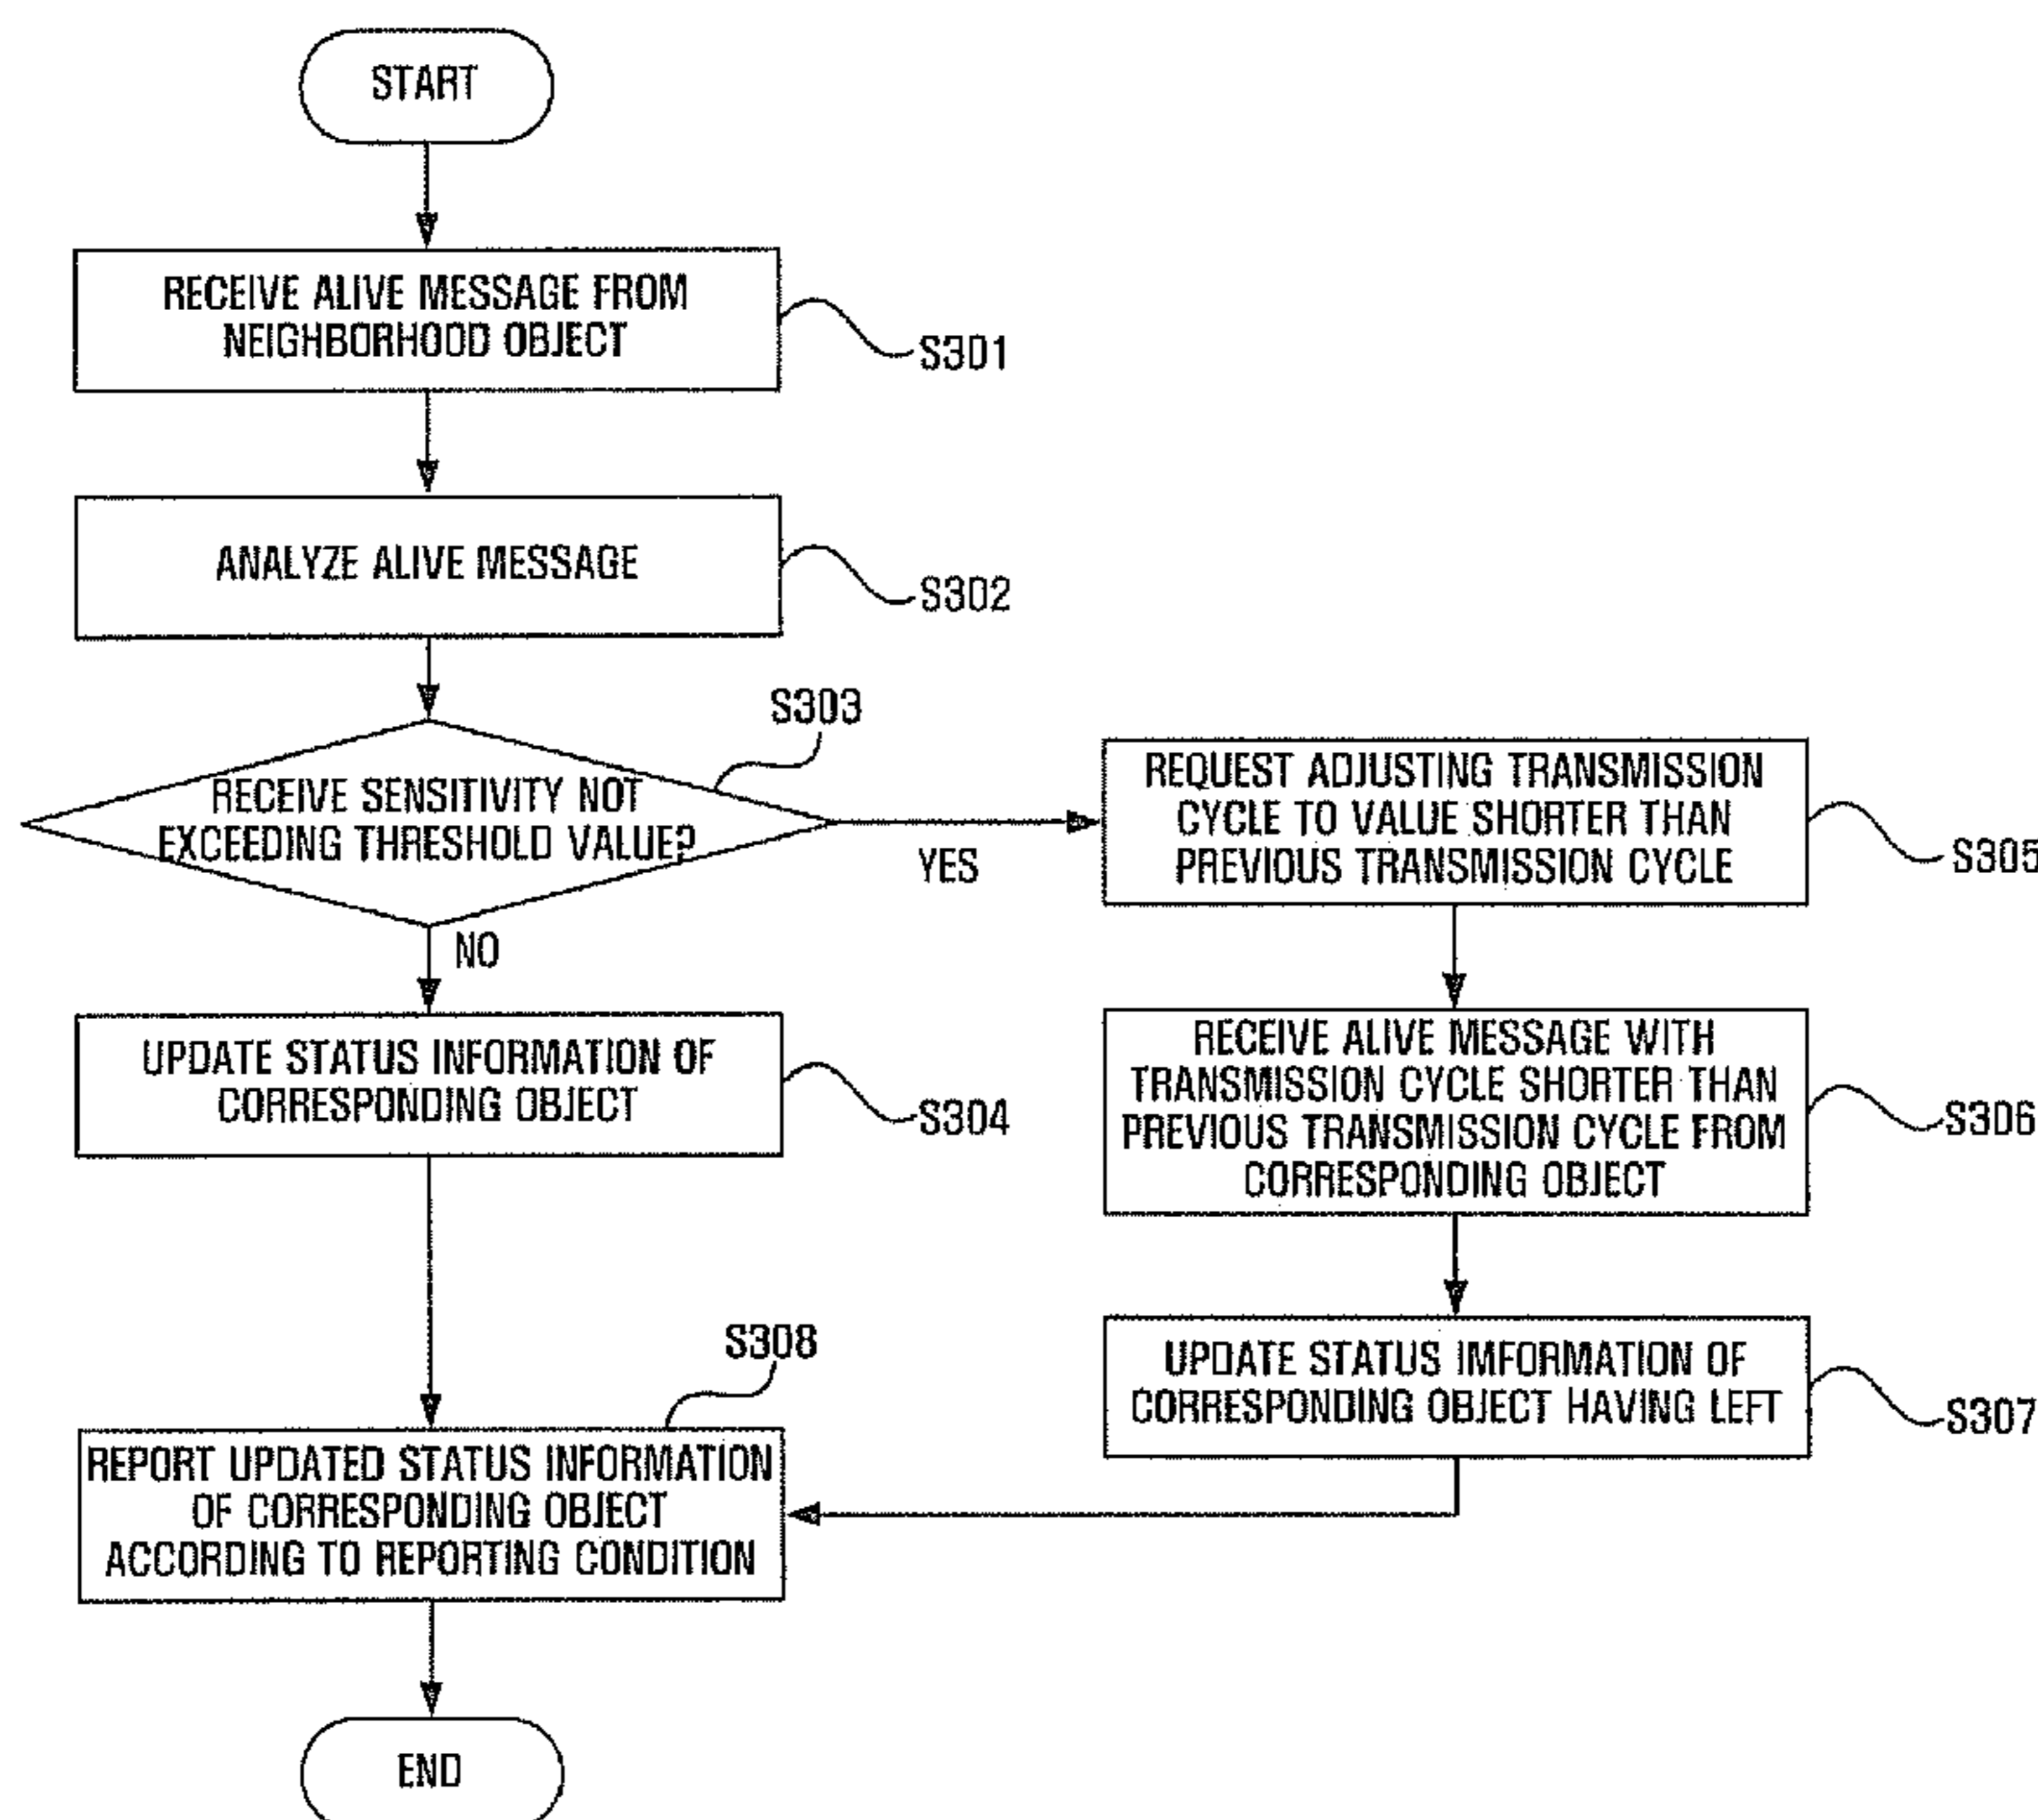 START
RECEIVE ALIVE MESSAGE FROM
NEIGHBORHOOD OBJECT
S301
ANALYZE ALIVE MESSAGE
S302
S303
RECEIVE SENSITIVITY NOT
EXCEEDING THRESHOLD VALUE?
YES
NO
REQUEST ADJUSTING TRANSMISSION
CYCLE TO VALUE SHORTER THAN
PREVIOUS TRANSMISSION CYCLE
S305
UPDATE STATUS INFORMATION OF
CORRESPONDING OBJECT
S304
RECEIVE ALIVE MESSAGE WITH
TRANSMISSION CYCLE SHORTER THAN
PREVIOUS TRANSMISSION CYCLE FROM
CORRESPONDING OBJECT
S306
UPDATE STATUS IMFORMATION OF
CORRESPONDING OBJECT HAVING LEFT
S307
S308
REPORT UPDATED STATUS INFORMATION
OF CORRESPONDING OBJECT
ACCORDING TO REPORTING CONDITION
END